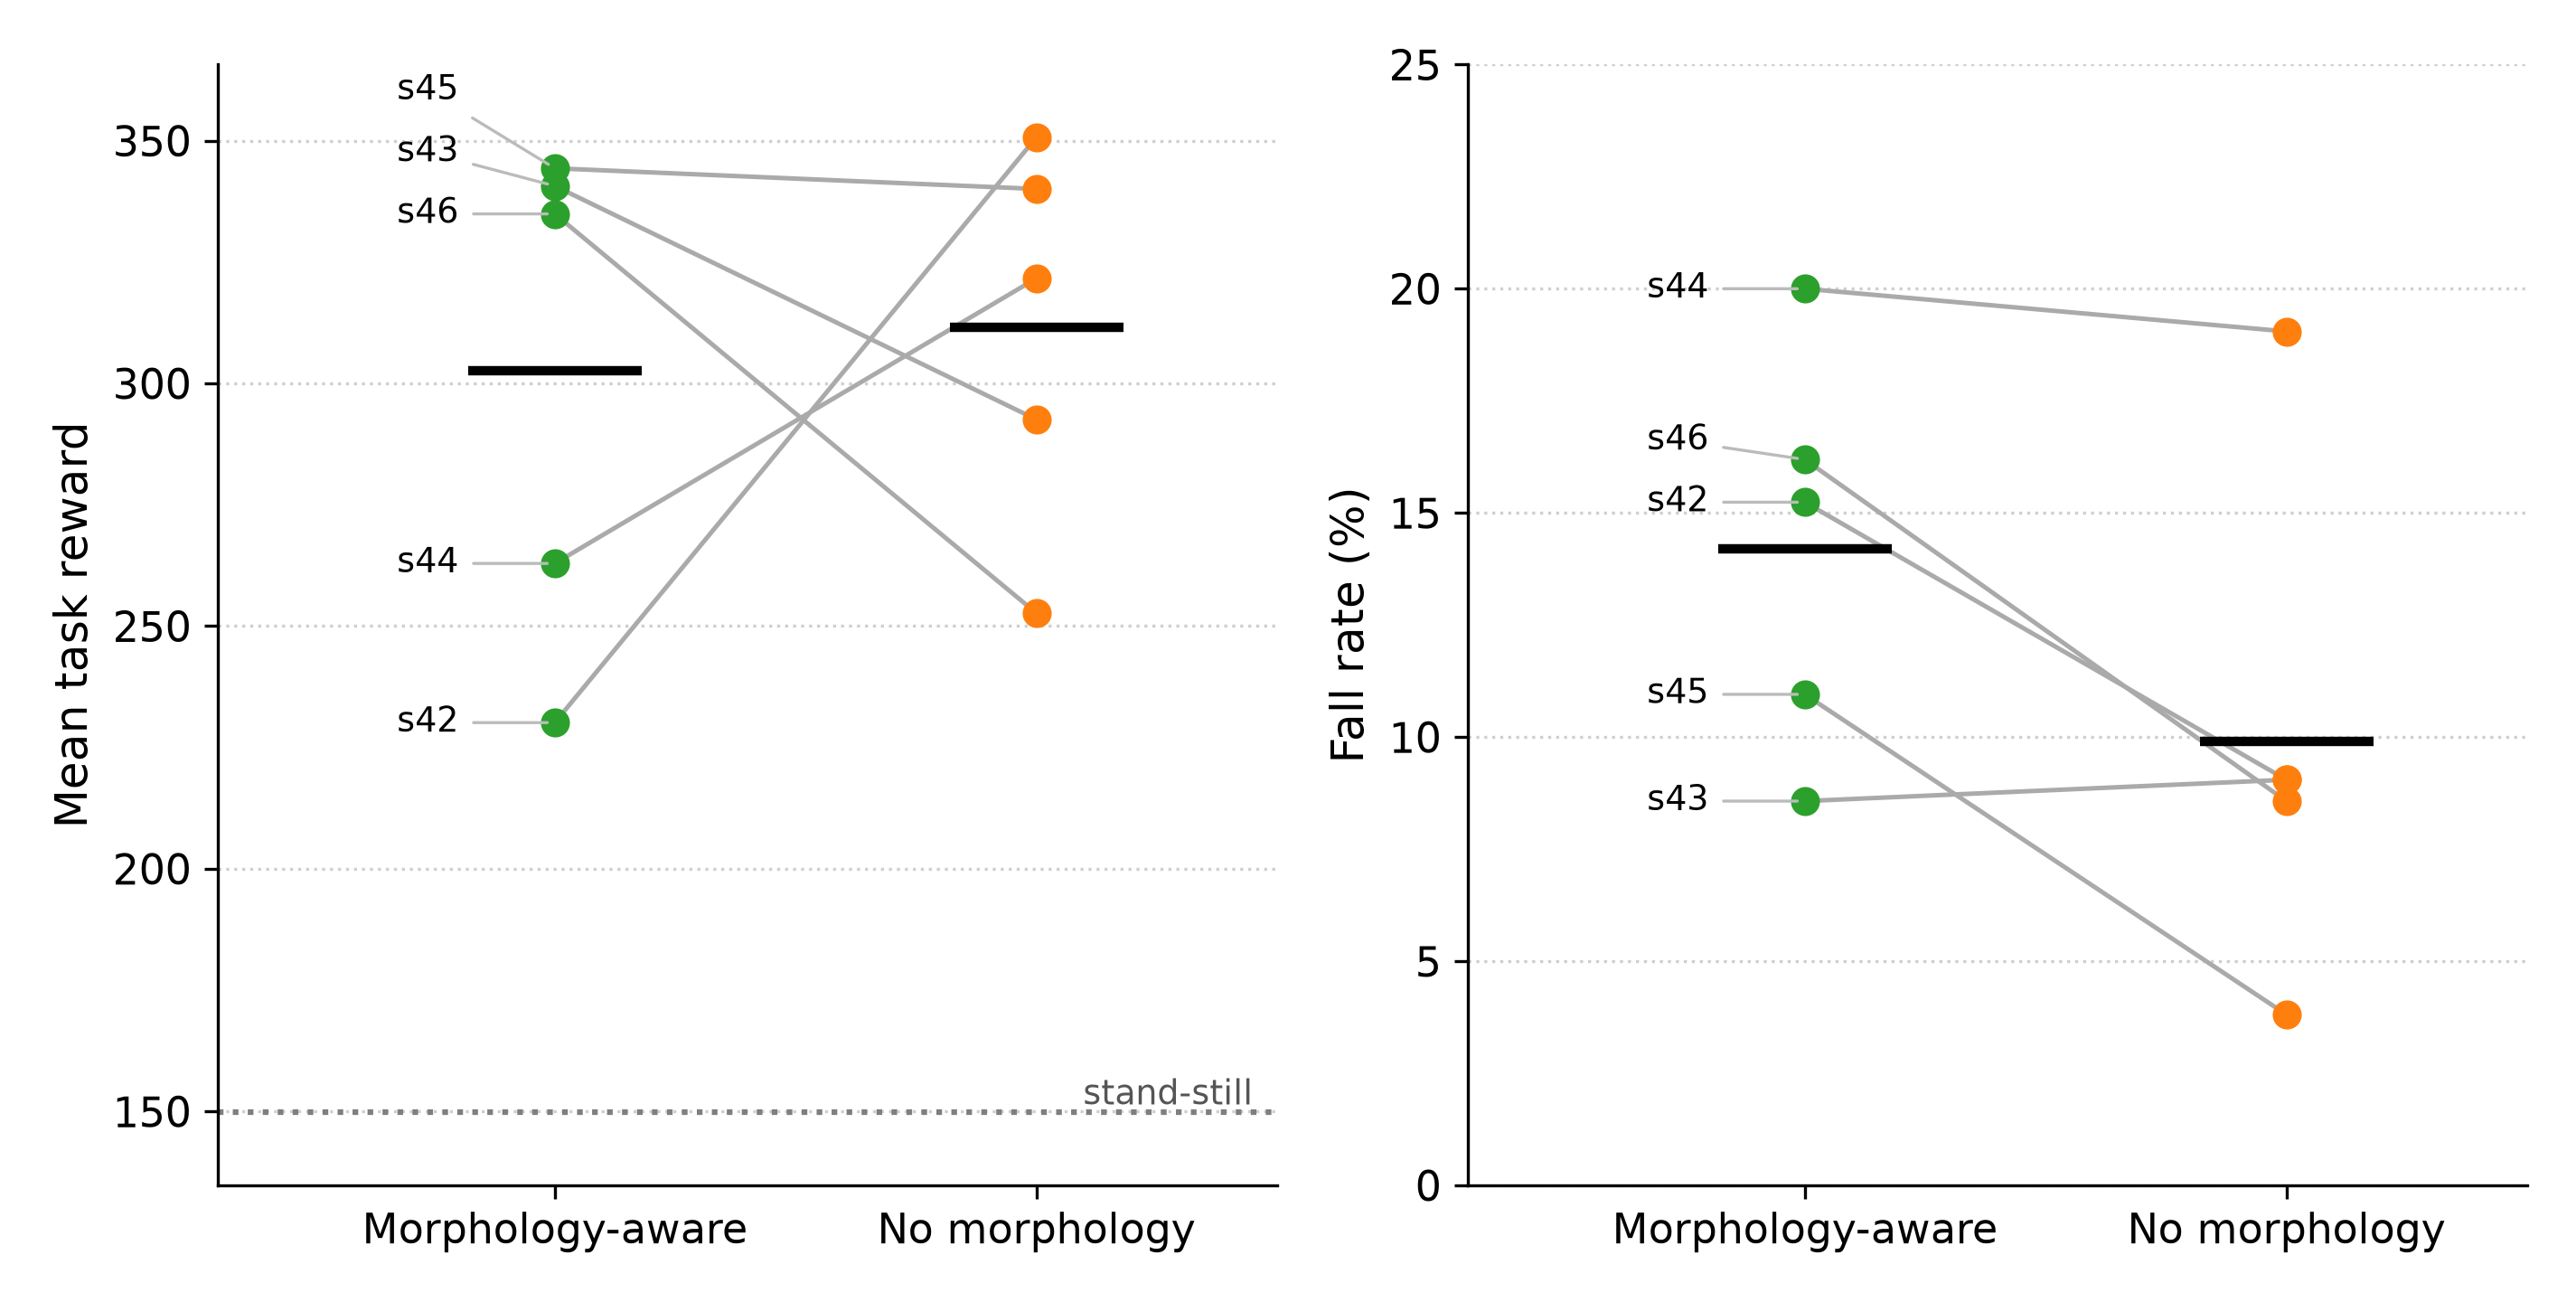 Mean task reward
350
300
250
200
150
s45
s43
s46
s44
s42
stand-still
Morphology-aware
No morphology
Fall rate (%)
25
20
15
10
5
0
s44
s46
s42
s45
s43
Morphology-aware
No morphology